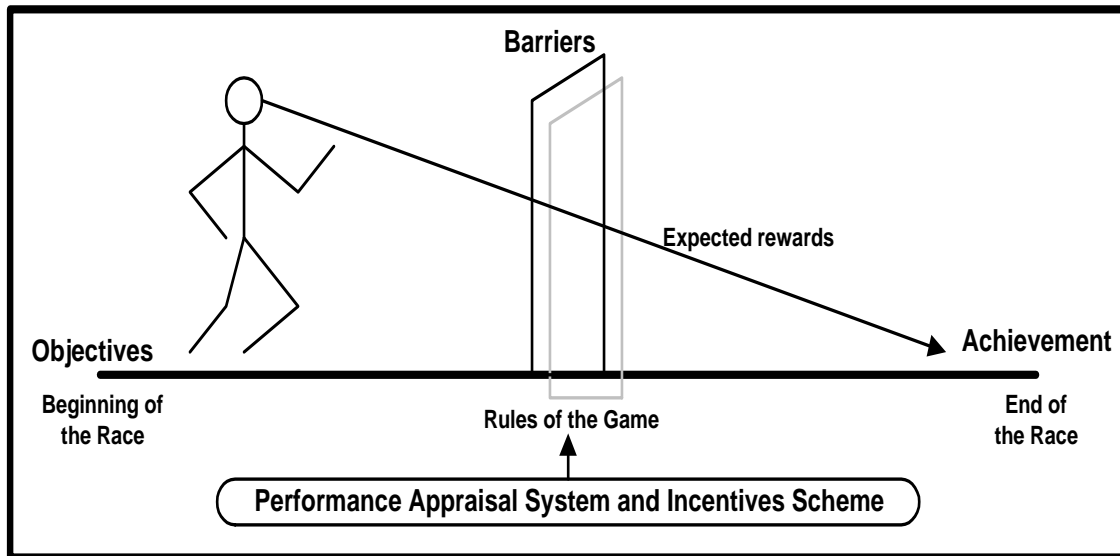 Barriers
Expected rewards
Objectives
Achievement
Beginning of
the Race
Rules of the Game
End of
the Race
Performance Appraisal System and Incentives Scheme